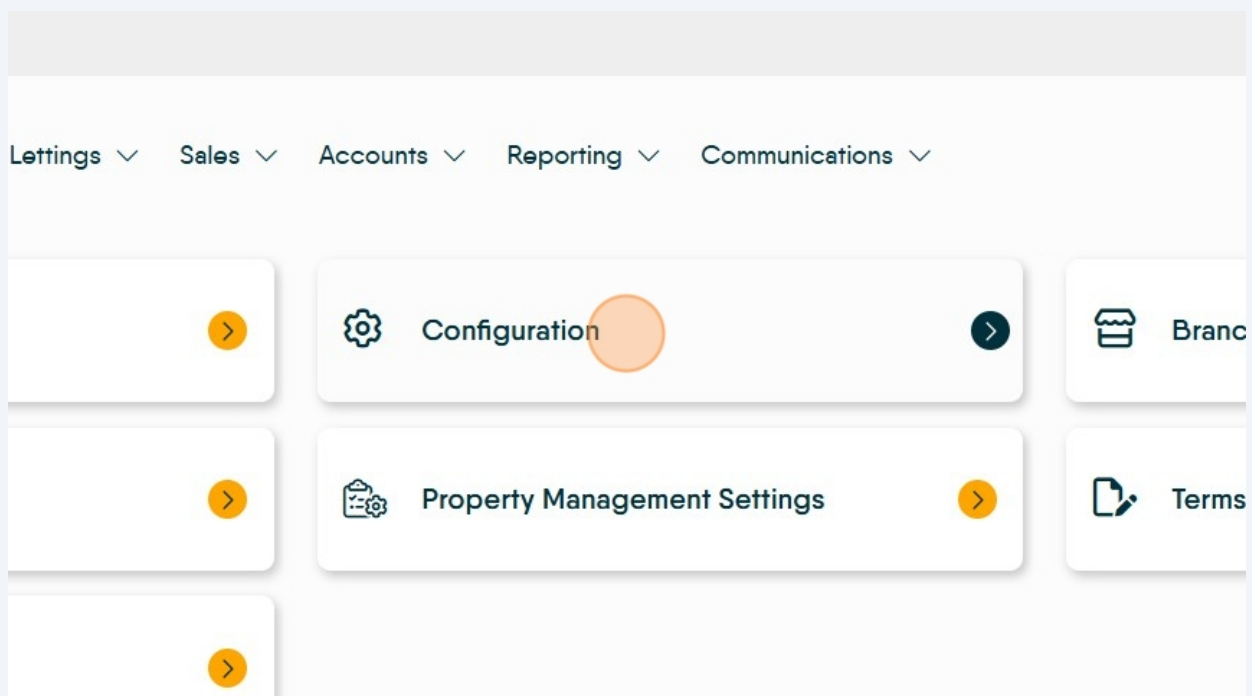 Lettings Sales Accounts Reporting Communications
Configuration
Branc
Property Management Settings
Terms